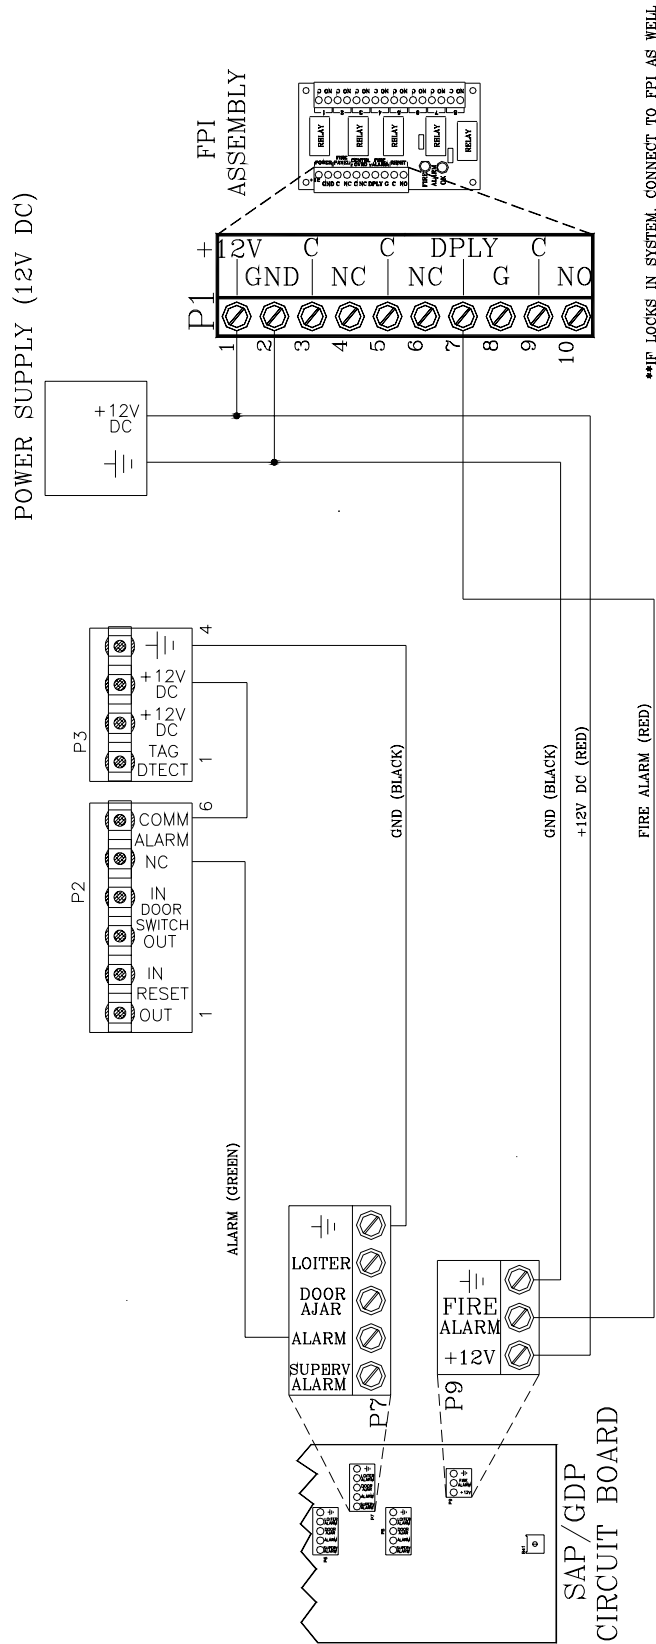 **IF LOCKS IN SYSTEM, CONNECT TO FPI AS WELL
POWER SUPPLY (12V DC)
+12V
DC
FPI
ASSEMBLY
RELAY
RELAY
RELAY
RELAY
RELAY
FIRE
ALARM
OK
+12V
GND
C
NC
C
NC
DPLY
G
C
NO
P1
1
2
3
4
5
6
7
8
9
10
P3
4
+12V
DC
+12V
DC
TAG
DTECT
1
P2
6
COMM
ALARM
NC
IN
DOOR
SWITCH
OUT
IN
RESET
OUT
1
GND (BLACK)
GND (BLACK)
+12V DC (RED)
FIRE ALARM (RED)
ALARM (GREEN)
LOITER
DOOR
AJAR
ALARM
SUPERV
ALARM
P7
FIRE
ALARM
+12V
P9
SAP/GDP
CIRCUIT BOARD